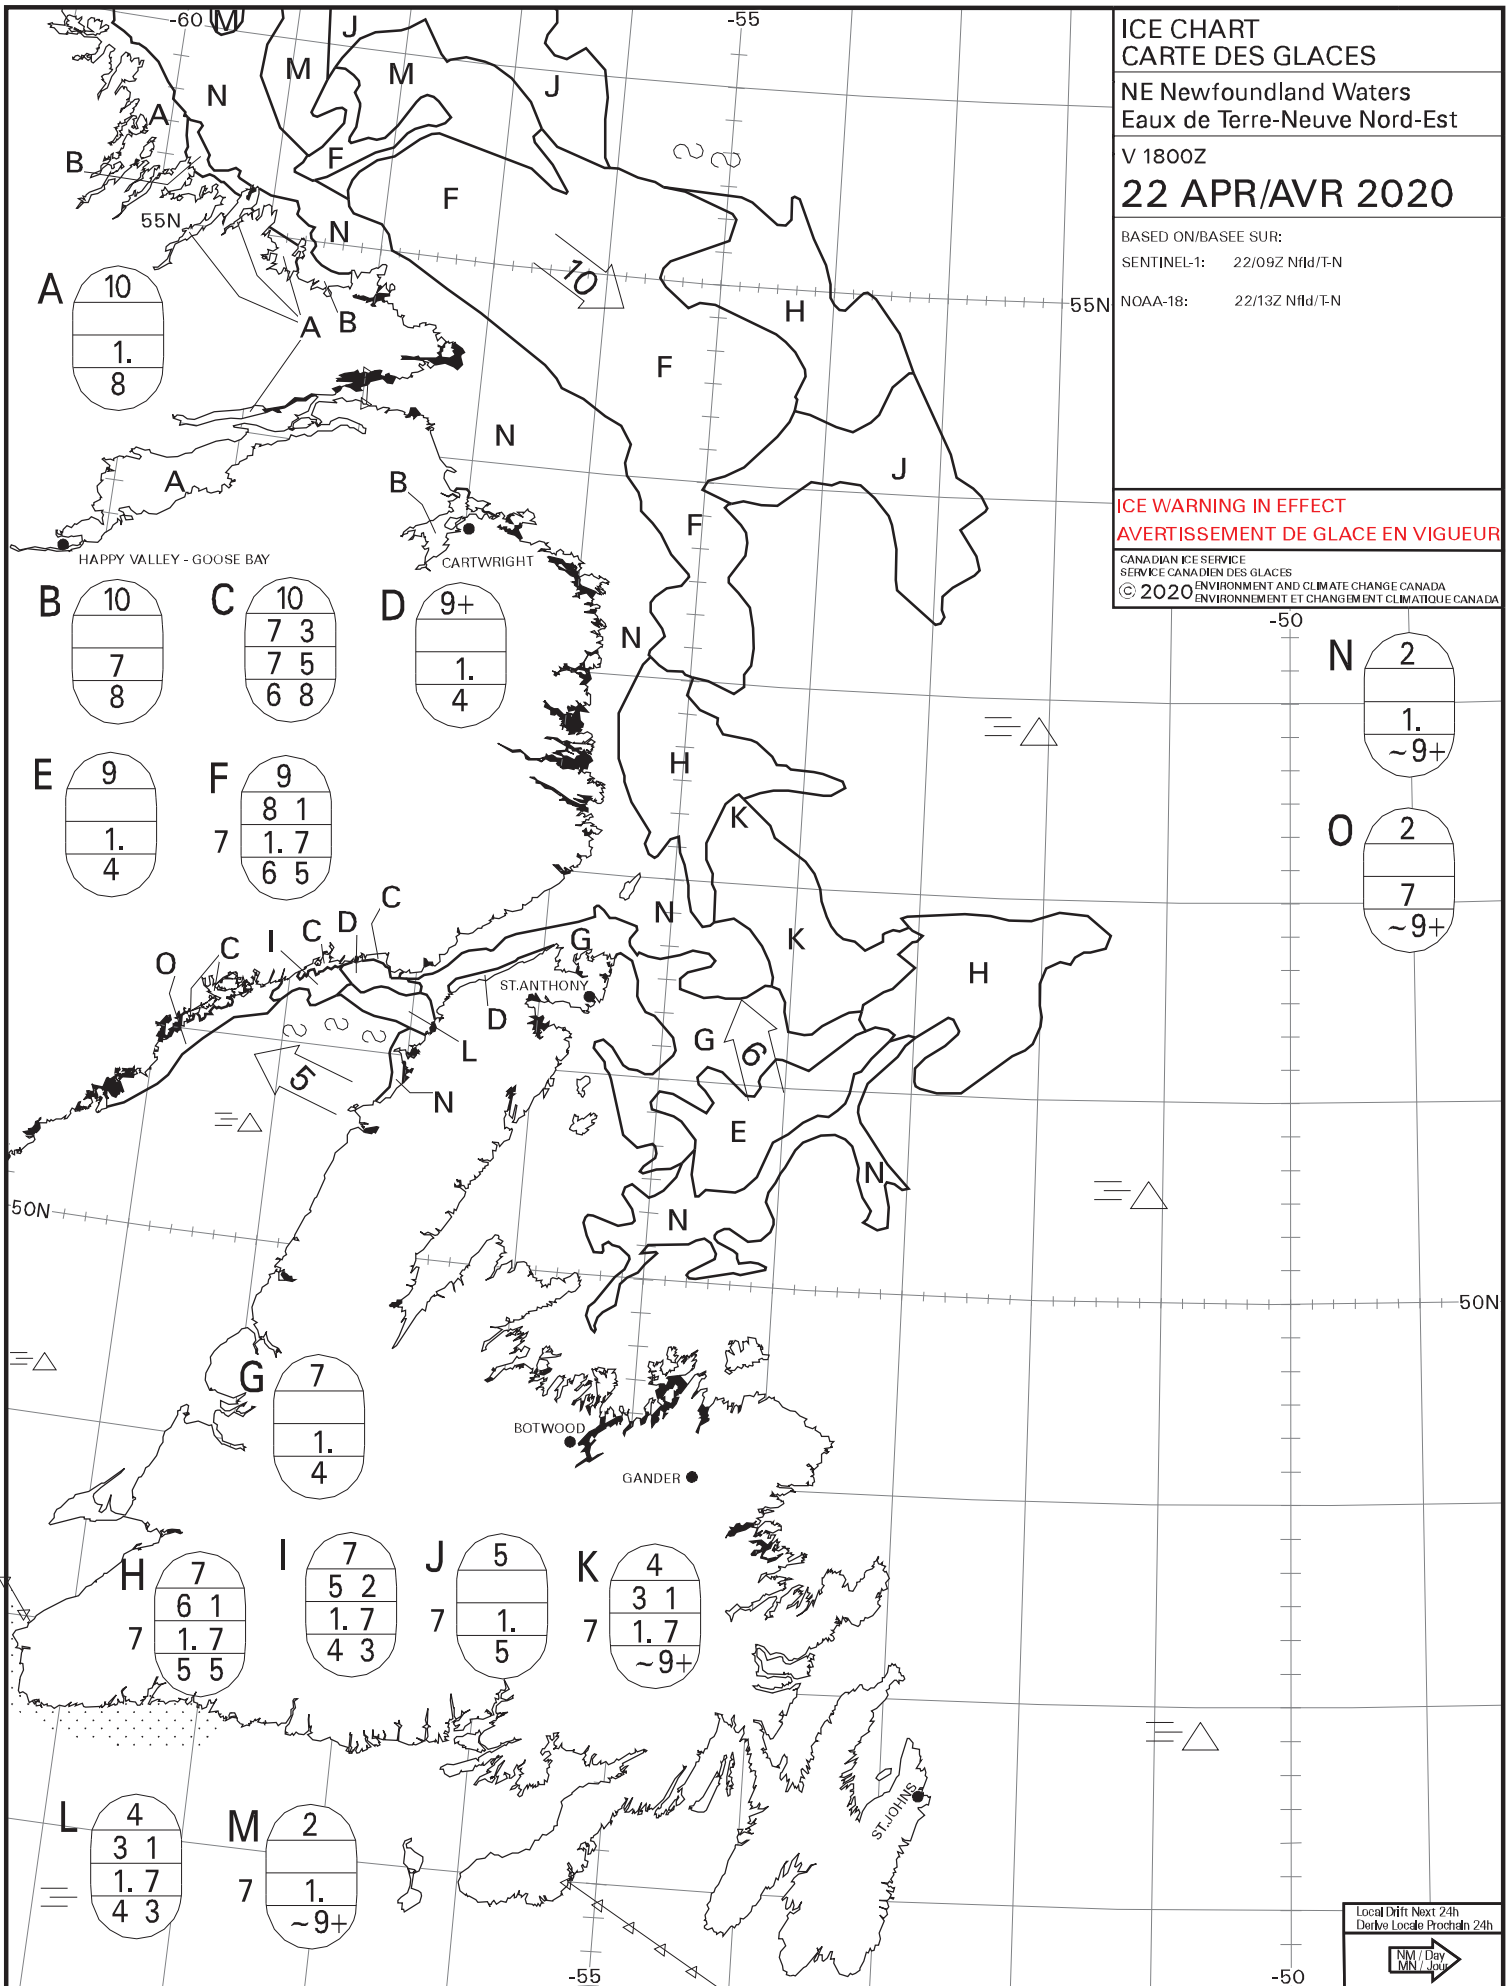 -60
-55
M
J
N
M
M
J
A
B
F
F
N
55N
10
H
55N
A
B
F
N
J
A
B
F
HAPPY VALLEY - GOOSE BAY
CARTWRIGHT
N
H
K
N
K
H
C
D
C
I
C
O
G
ST.ANTHONY
D
G
6
L
5
N
E
N
N
50N
50N
BOTWOOD
GANDER
ST.JOHNS
-55
-50
-50
ICE CHART
CARTE DES GLACES
NE Newfoundland Waters
Eaux de Terre-Neuve Nord-Est
V 1800Z
22 APR/AVR 2020
BASED ON/BASEE SUR:
SENTINEL-1: 22/09Z Nfld/T-N
NOAA-18: 22/13Z Nfld/T-N
ICE WARNING IN EFFECT
AVERTISSEMENT DE GLACE EN VIGUEUR
CANADIAN ICE SERVICE
SERVICE CANADIEN DES GLACES
© 2020 ENVIRONMENT AND CLIMATE CHANGE CANADA
ENVIRONNEMENT ET CHANGEMENT CLIMATIQUE CANADA
A
10
1.
8
B
10
7
8
C
10
7 3
7 5
6 8
D
9+
1.
4
E
9
1.
4
F
9
8 1
7 1. 7
6 5
G
7
1.
4
H
7
6 1
7 1. 7
5 5
I
7
5 2
1. 7
4 3
J
5
7 1.
5
K
4
3 1
7 1. 7
~9+
L
4
3 1
1. 7
4 3
M
2
7 1.
~9+
N
2
1.
~9+
O
2
7
~9+
Local Drift Next 24h
Derive Locale Prochain 24h
NM / Day
MN / Jour